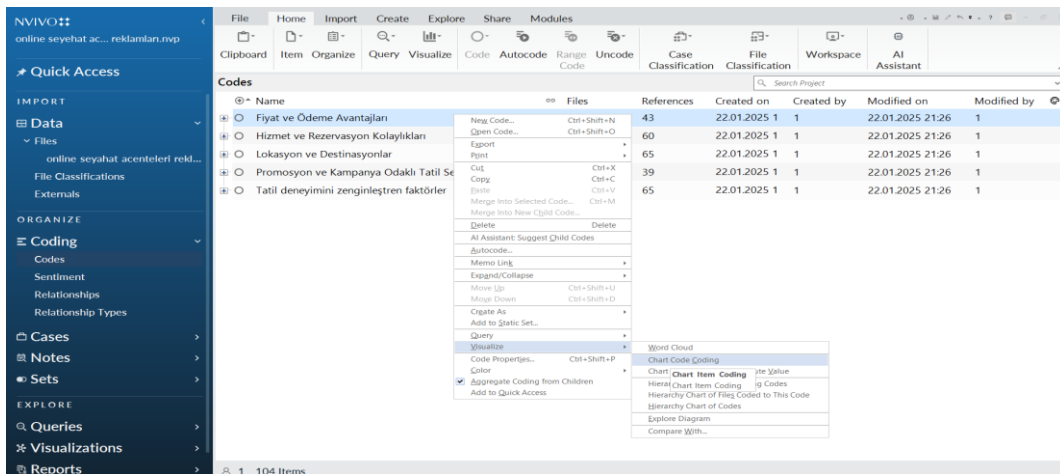 NVIVO
online seyehat ac... reklamları.nvp
Quick Access
IMPORT
Data
Files
online seyahat acenteleri rekl...
File Classifications
Externals
ORGANIZE
Coding
Codes
Sentiment
Relationships
Relationship Types
Cases
Notes
Sets
EXPLORE
Queries
Visualizations
Reports
File Home Import Create Explore Share Modules
Clipboard Item Organize Query Visualize Code Autocode Range Code Uncode Case Classification File Classification Workspace AI Assistant
Codes
Search Project
Name Files References Created on Created by Modified on Modified by
Fiyat ve Ödeme Avantajları 43 22.01.2025 1 1 22.01.2025 21:26 1
Hizmet ve Rezervasyon Kolaylıkları 60 22.01.2025 1 1 22.01.2025 21:26 1
Lokasyon ve Destinasyonlar 65 22.01.2025 1 1 22.01.2025 21:26 1
Promosyon ve Kampanya Odaklı Tatil Se 39 22.01.2025 1 1 22.01.2025 21:26 1
Tatil deneyimini zenginleştren faktörler 65 22.01.2025 1 1 22.01.2025 21:26 1
New Code... Ctrl+Shift+N
Open Code... Ctrl+Shift+O
Export
Print
Cut Ctrl+X
Copy Ctrl+C
Paste Ctrl+V
Merge Into Selected Code... Ctrl+M
Merge Into New Child Code...
Delete Delete
AI Assistant: Suggest Child Codes
Autocode...
Memo Link
Expand/Collapse
Move Up Ctrl+Shift+U
Move Down Ctrl+Shift+D
Create As
Add to Static Set...
Query
Visualize
Code Properties... Ctrl+Shift+P
Color
Aggregate Coding from Children
Add to Quick Access
Word Cloud
Chart Code Coding
Chart Value
Chart Item Coding
Chart Item Coding
Codes
Hierarchy Chart of Files Coded to This Code
Hierarchy Chart of Codes
Explore Diagram
Compare With...
1 104 Items